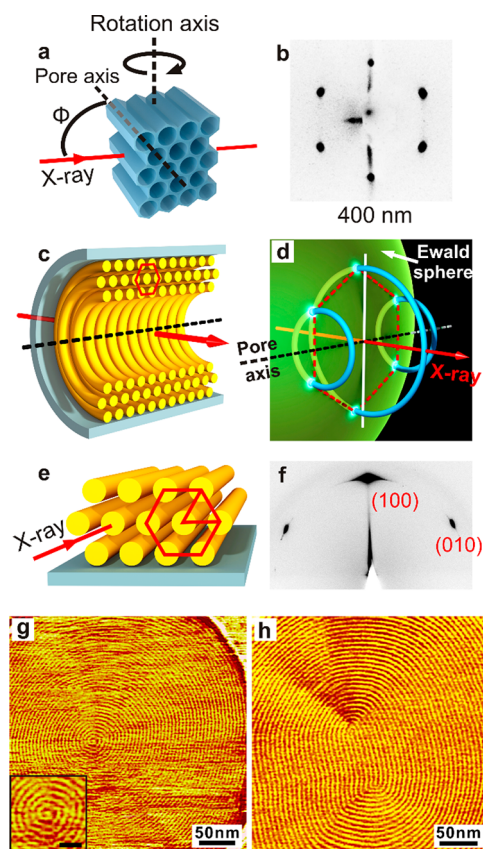 Rotation axis
a
Pore axis
Φ
X-ray
b
400 nm
c
d
Ewald
sphere
Pore
axis
X-ray
e
X-ray
f
(100)
(010)
g
50nm
h
50nm